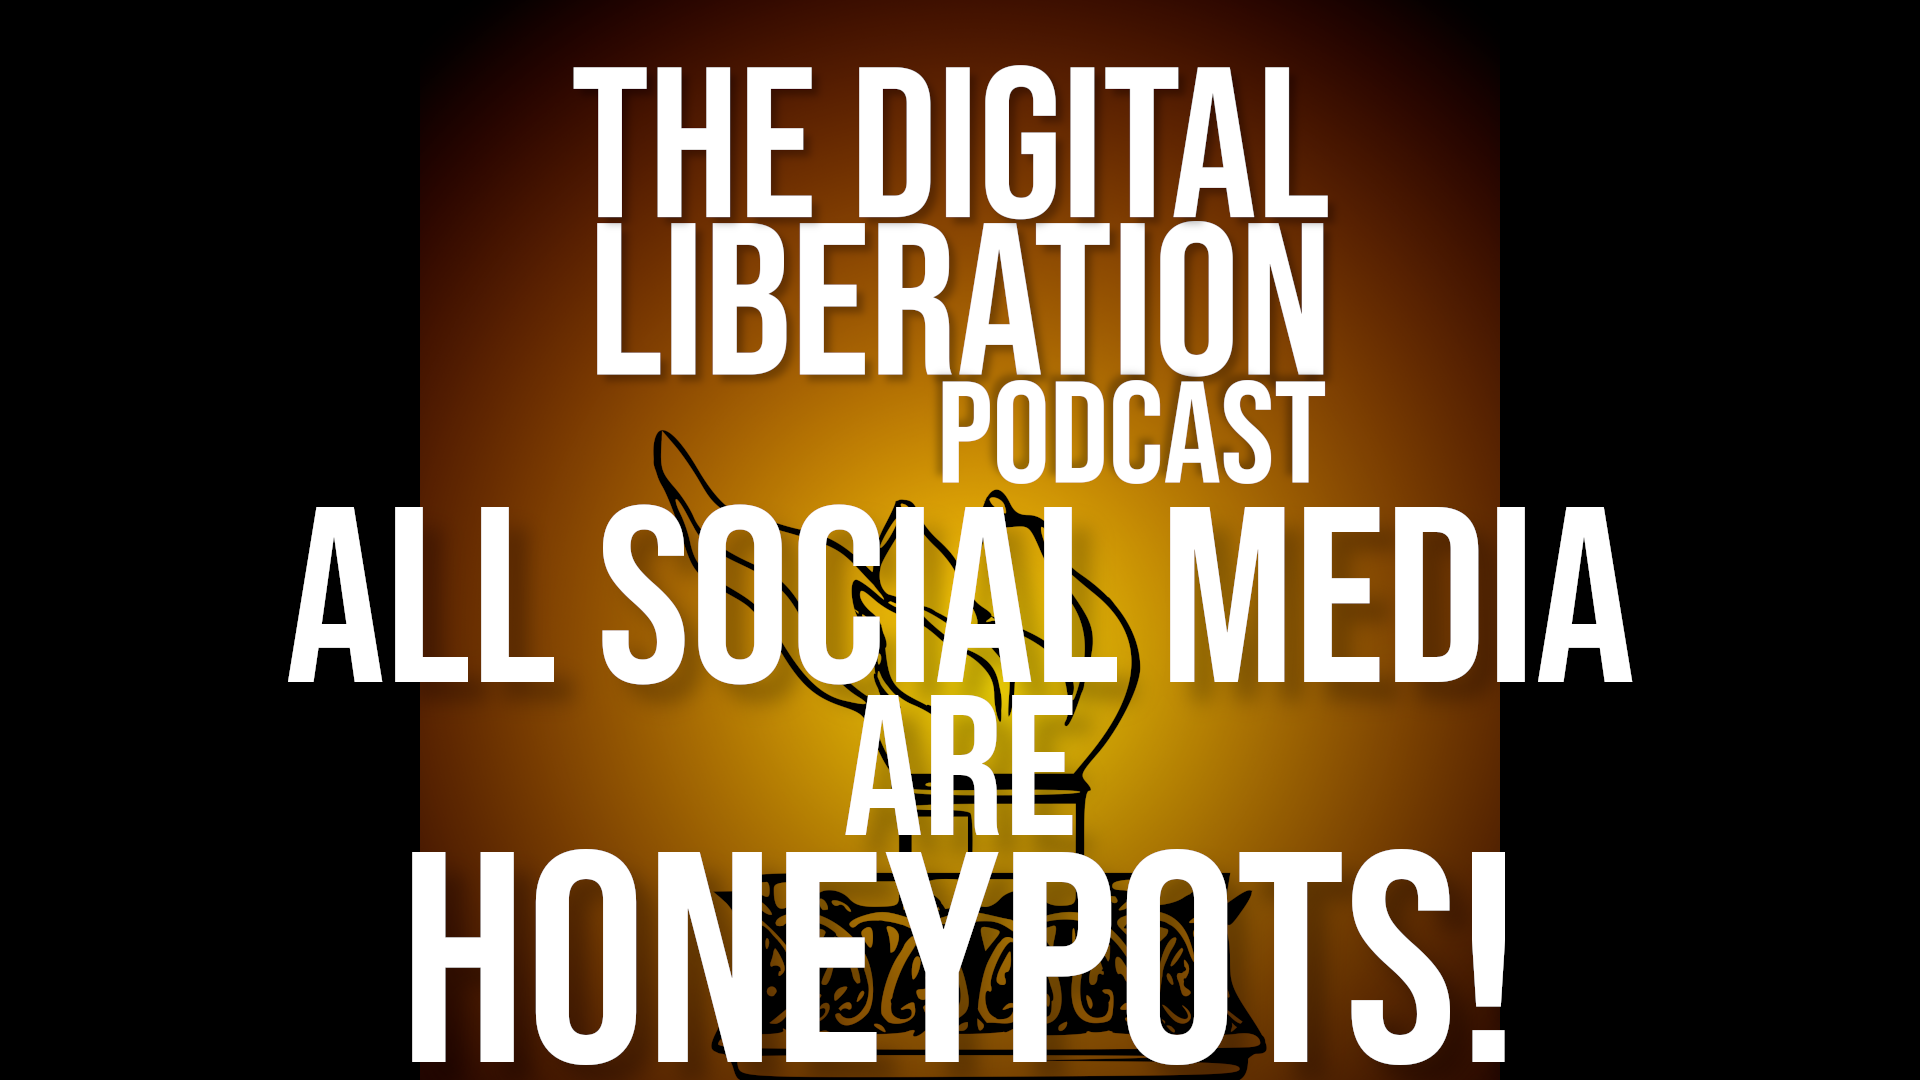 THE DIGITAL
LIBERATION
PODCAST
ALL SOCIAL MEDIA
ARE
HONEYPOTS!